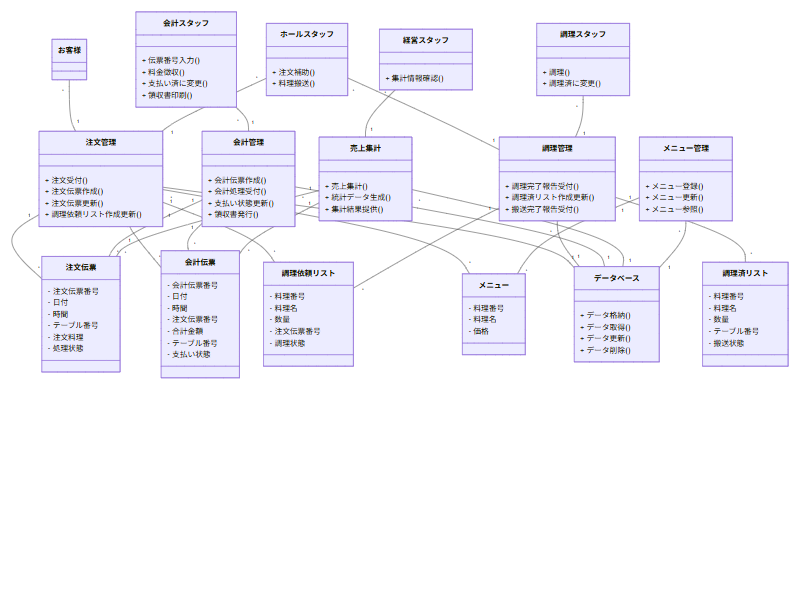 お客様
会計スタッフ
+ 伝票番号入力()
+ 料金徴収()
+ 支払い済に変更()
+ 領収書印刷()
ホールスタッフ
+ 注文補助()
+ 料理搬送()
経営スタッフ
+ 集計情報確認()
調理スタッフ
+ 調理()
+ 調理済に変更()
注文管理
+ 注文受付()
+ 注文伝票作成()
+ 注文伝票更新()
+ 調理依頼リスト作成更新()
会計管理
+ 会計伝票作成()
+ 会計処理受付()
+ 支払い状態更新()
+ 領収書発行()
売上集計
+ 売上集計()
+ 統計データ生成()
+ 集計結果提供()
調理管理
+ 調理完了報告受付()
+ 調理済リスト作成更新()
+ 搬送完了報告受付()
メニュー管理
+ メニュー登録()
+ メニュー更新()
+ メニュー参照()
注文伝票
- 注文伝票番号
- 日付
- 時間
- テーブル番号
- 注文料理
- 処理状態
会計伝票
- 会計伝票番号
- 日付
- 時間
- 注文伝票番号
- 合計金額
- テーブル番号
- 支払い状態
調理依頼リスト
- 料理番号
- 料理名
- 数量
- 注文伝票番号
- 調理状態
メニュー
- 料理番号
- 料理名
- 価格
データベース
+ データ格納()
+ データ取得()
+ データ更新()
+ データ削除()
調理済リスト
- 料理番号
- 料理名
- 数量
- テーブル番号
- 搬送状態